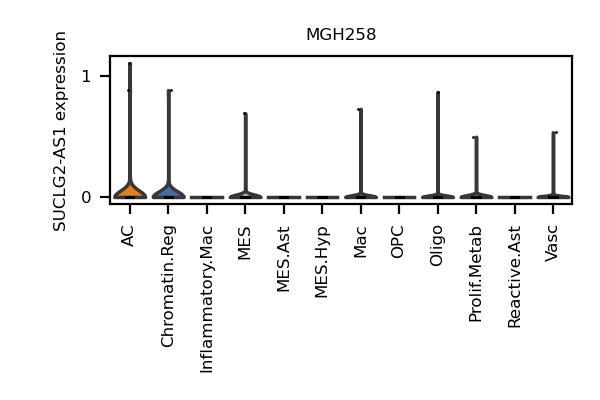 MGH258
SUCLG2-AS1 expression
1
0
AC
Chromatin.Reg
Inflammatory.Mac
MES
MES.Ast
MES.Hyp
Mac
OPC
Oligo
Prolif.Metab
Reactive.Ast
Vasc